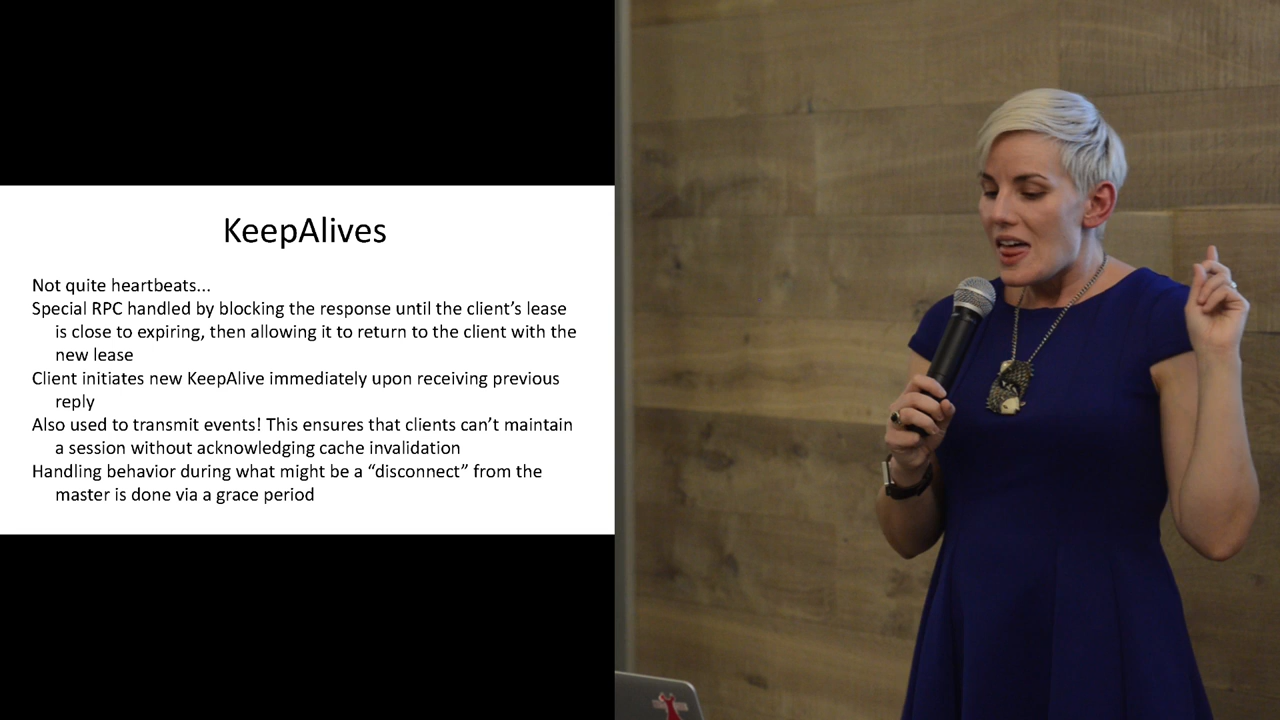 KeepAlives
Not quite heartbeats...
Special RPC handled by blocking the response until the client's lease
is close to expiring, then allowing it to return to the client with the
new lease
Client initiates new KeepAlive immediately upon receiving previous
reply
Also used to transmit events! This ensures that clients can't maintain
a session without acknowledging cache invalidation
Handling behavior during what might be a “disconnect” from the
master is done via a grace period